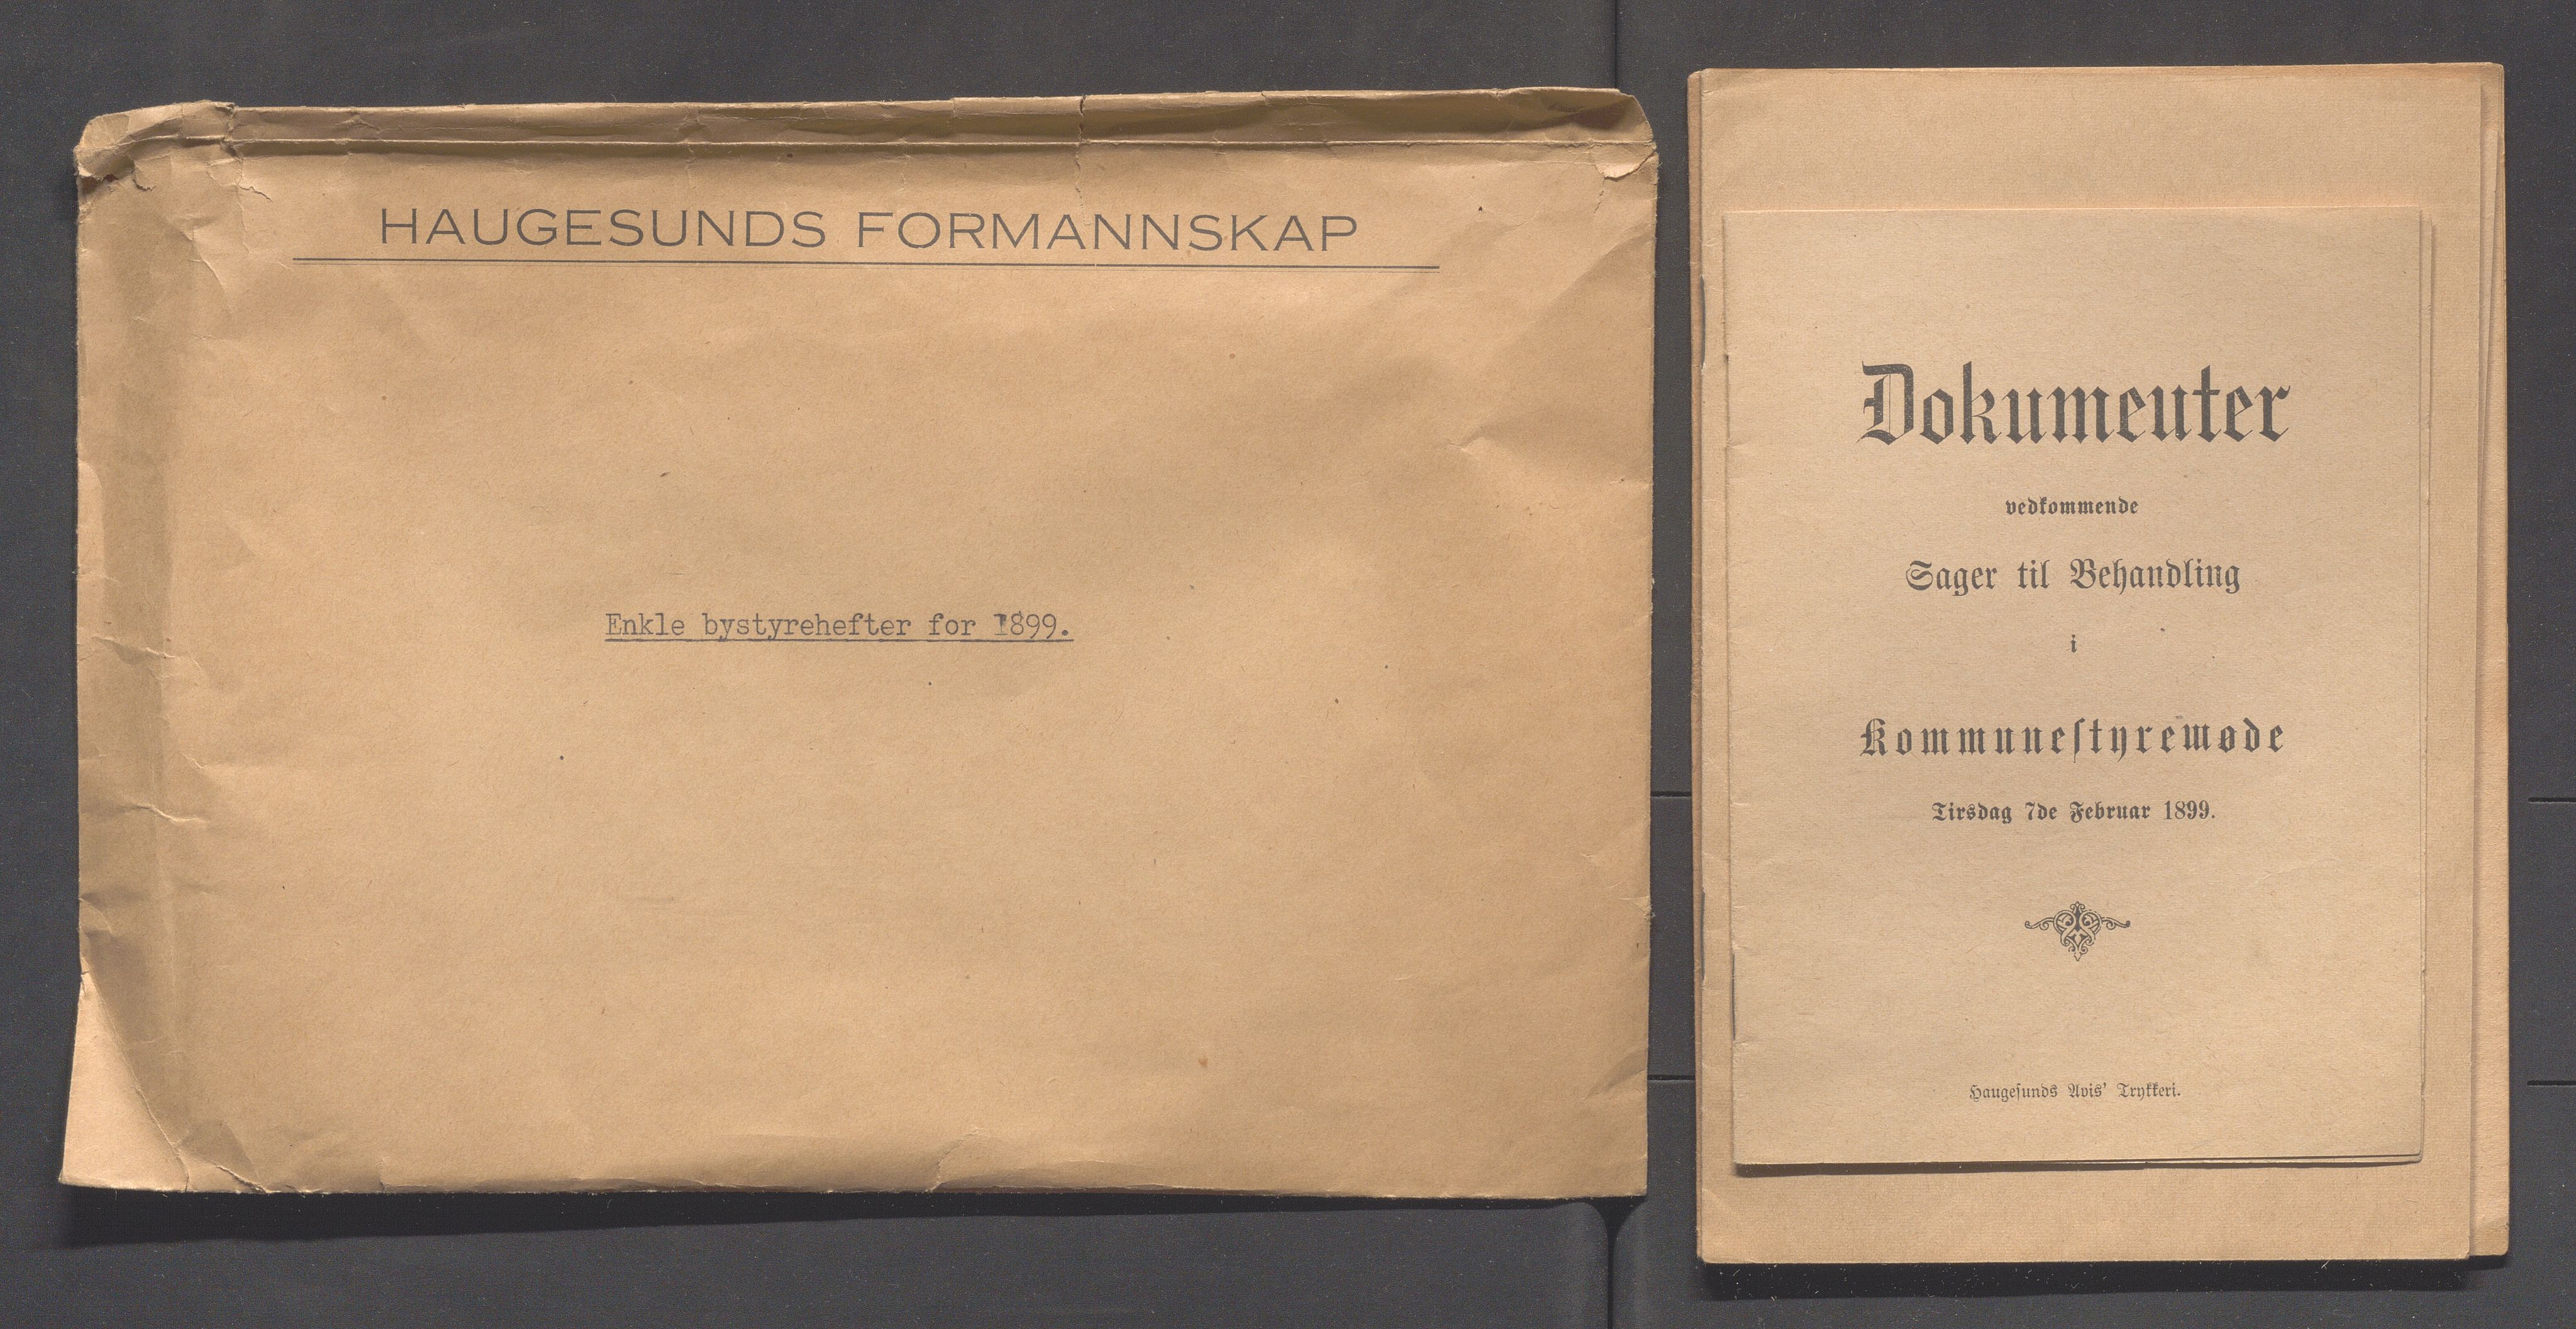 HAUGESUNDS FORMANNSKAP
Enkle bystyrehefter for 1899.
Dokumenter
vedkommende
Sager til Behandling
i
Kommunestyremøde
Tirsdag 7de Februar 1899.
Haugesunds Avis' Trykkeri.